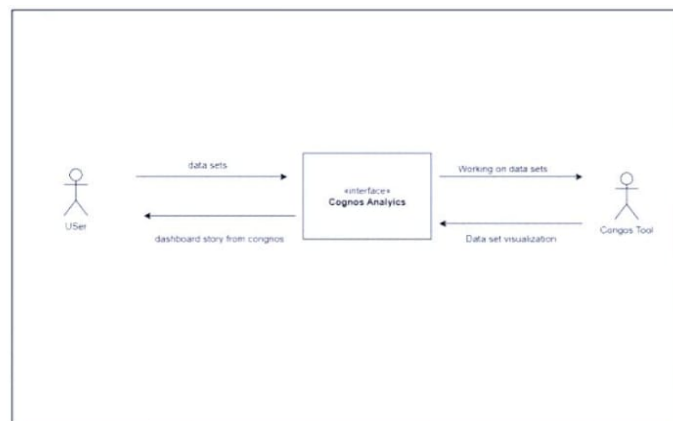 data sets
Working on data sets
«interface»
Cognos Analyics
USer
dashboard story from congnos
Data set visualization
Congos Tool